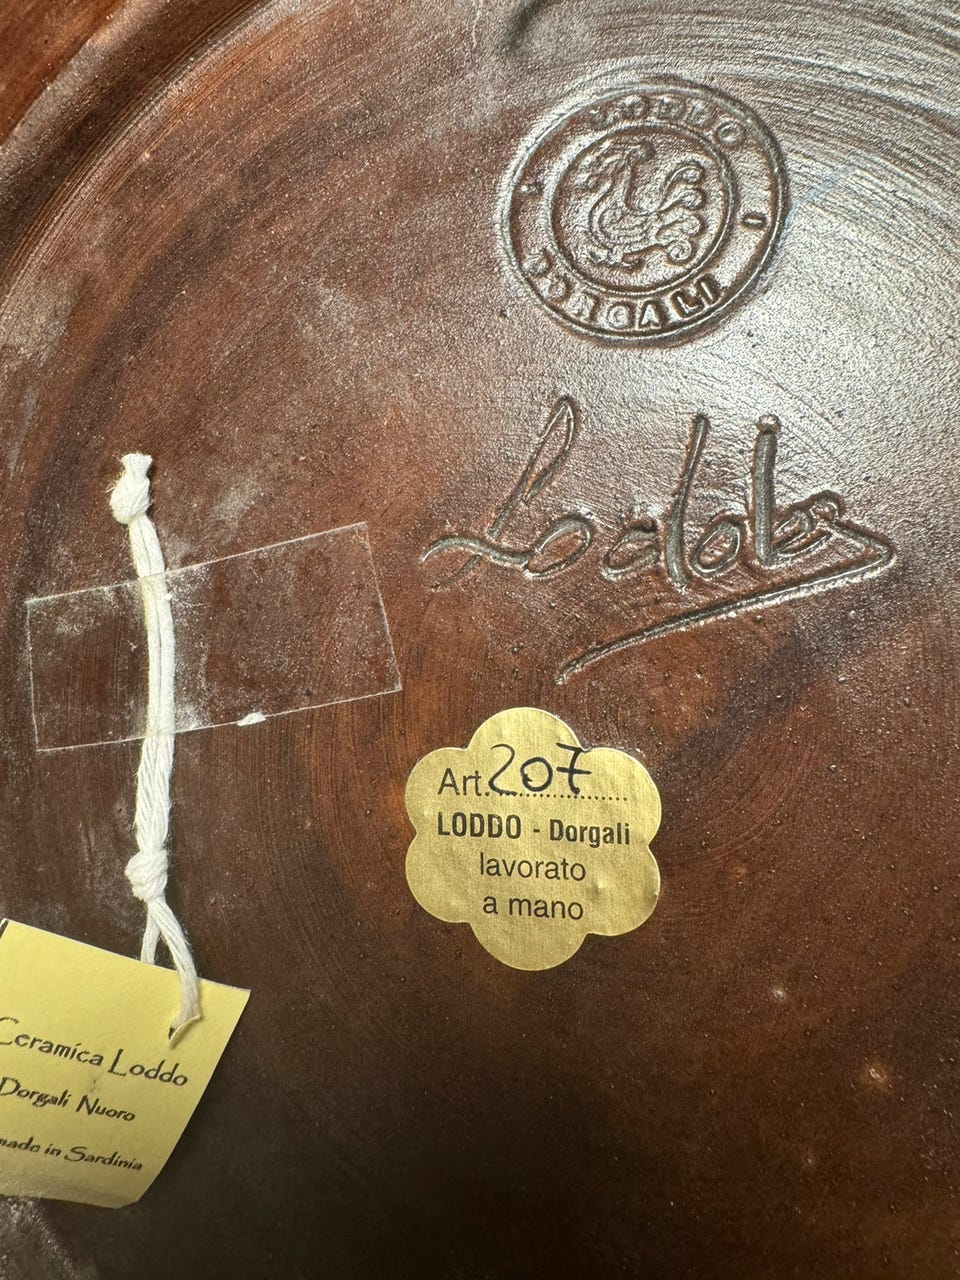 LODDO
DORGALI
Loddo
Art. 207
LODDO - Dorgali
lavorato
a mano
Ceramica Loddo
Dorgali Nuoro
made in Sardinia